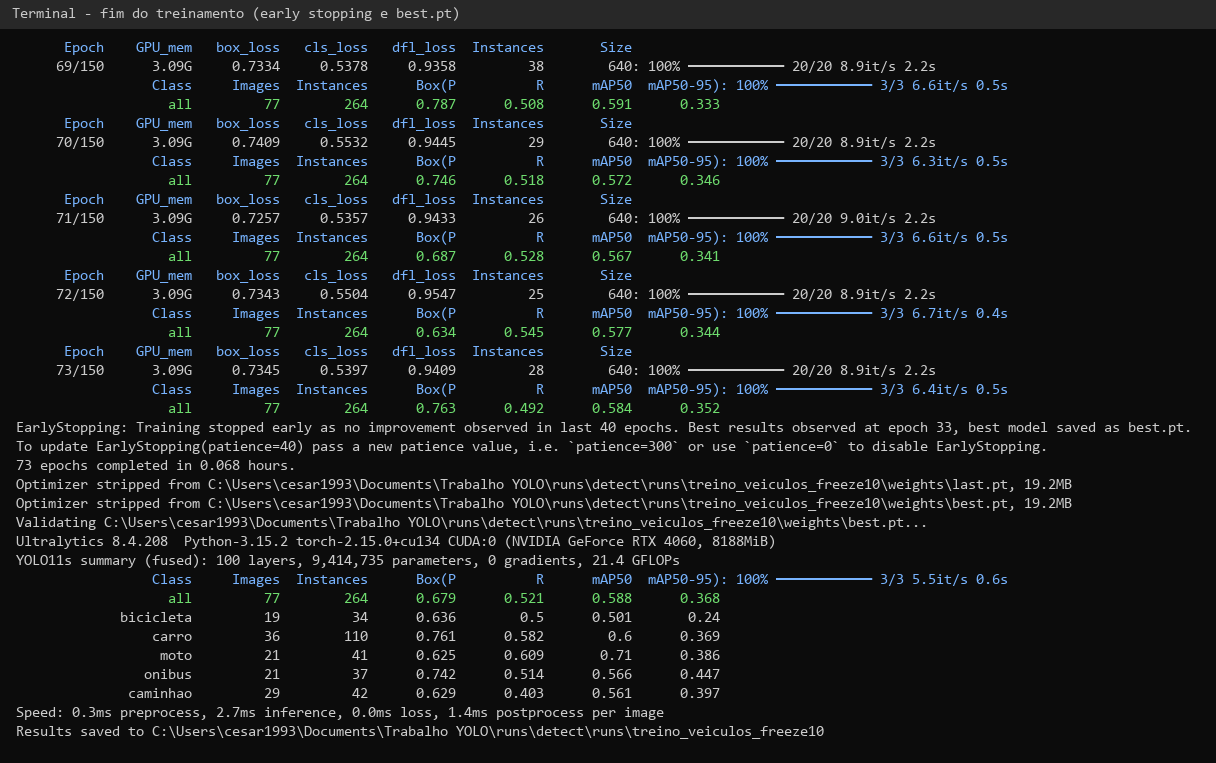 Terminal - fim do treinamento (early stopping e best.pt)
Epoch GPU_mem box_loss cls_loss dfl_loss Instances Size
69/150 3.09G 0.7334 0.5378 0.9358 38 640: 100% ━━━━━━━━━━━━ 20/20 8.9it/s 2.2s
Class Images Instances Box(P R mAP50 mAP50-95): 100% ━━━━━━━━━━━━ 3/3 6.6it/s 0.5s
all 77 264 0.787 0.508 0.591 0.333
Epoch GPU_mem box_loss cls_loss dfl_loss Instances Size
70/150 3.09G 0.7409 0.5532 0.9445 29 640: 100% ━━━━━━━━━━━━ 20/20 8.9it/s 2.2s
Class Images Instances Box(P R mAP50 mAP50-95): 100% ━━━━━━━━━━━━ 3/3 6.3it/s 0.5s
all 77 264 0.746 0.518 0.572 0.346
Epoch GPU_mem box_loss cls_loss dfl_loss Instances Size
71/150 3.09G 0.7257 0.5357 0.9433 26 640: 100% ━━━━━━━━━━━━ 20/20 9.0it/s 2.2s
Class Images Instances Box(P R mAP50 mAP50-95): 100% ━━━━━━━━━━━━ 3/3 6.6it/s 0.5s
all 77 264 0.687 0.528 0.567 0.341
Epoch GPU_mem box_loss cls_loss dfl_loss Instances Size
72/150 3.09G 0.7343 0.5504 0.9547 25 640: 100% ━━━━━━━━━━━━ 20/20 8.9it/s 2.2s
Class Images Instances Box(P R mAP50 mAP50-95): 100% ━━━━━━━━━━━━ 3/3 6.7it/s 0.4s
all 77 264 0.634 0.545 0.577 0.344
Epoch GPU_mem box_loss cls_loss dfl_loss Instances Size
73/150 3.09G 0.7345 0.5397 0.9409 28 640: 100% ━━━━━━━━━━━━ 20/20 8.9it/s 2.2s
Class Images Instances Box(P R mAP50 mAP50-95): 100% ━━━━━━━━━━━━ 3/3 6.4it/s 0.5s
all 77 264 0.763 0.492 0.584 0.352
EarlyStopping: Training stopped early as no improvement observed in last 40 epochs. Best results observed at epoch 33, best model saved as best.pt.
To update EarlyStopping(patience=40) pass a new patience value, i.e. `patience=300` or use `patience=0` to disable EarlyStopping.
73 epochs completed in 0.068 hours.
Optimizer stripped from C:\Users\cesar1993\Documents\Trabalho YOLO\runs\detect\runs\treino_veiculos_freeze10\weights\last.pt, 19.2MB
Optimizer stripped from C:\Users\cesar1993\Documents\Trabalho YOLO\runs\detect\runs\treino_veiculos_freeze10\weights\best.pt, 19.2MB
Validating C:\Users\cesar1993\Documents\Trabalho YOLO\runs\detect\runs\treino_veiculos_freeze10\weights\best.pt...
Ultralytics 8.4.208 Python-3.15.2 torch-2.15.0+cu134 CUDA:0 (NVIDIA GeForce RTX 4060, 8188MiB)
YOLO11s summary (fused): 100 layers, 9,414,735 parameters, 0 gradients, 21.4 GFLOPs
Class Images Instances Box(P R mAP50 mAP50-95): 100% ━━━━━━━━━━━━ 3/3 5.5it/s 0.6s
all 77 264 0.679 0.521 0.588 0.368
bicicleta 19 34 0.636 0.5 0.501 0.24
carro 36 110 0.761 0.582 0.6 0.369
moto 21 41 0.625 0.609 0.71 0.386
onibus 21 37 0.742 0.514 0.566 0.447
caminhao 29 42 0.629 0.403 0.561 0.397
Speed: 0.3ms preprocess, 2.7ms inference, 0.0ms loss, 1.4ms postprocess per image
Results saved to C:\Users\cesar1993\Documents\Trabalho YOLO\runs\detect\runs\treino_veiculos_freeze10